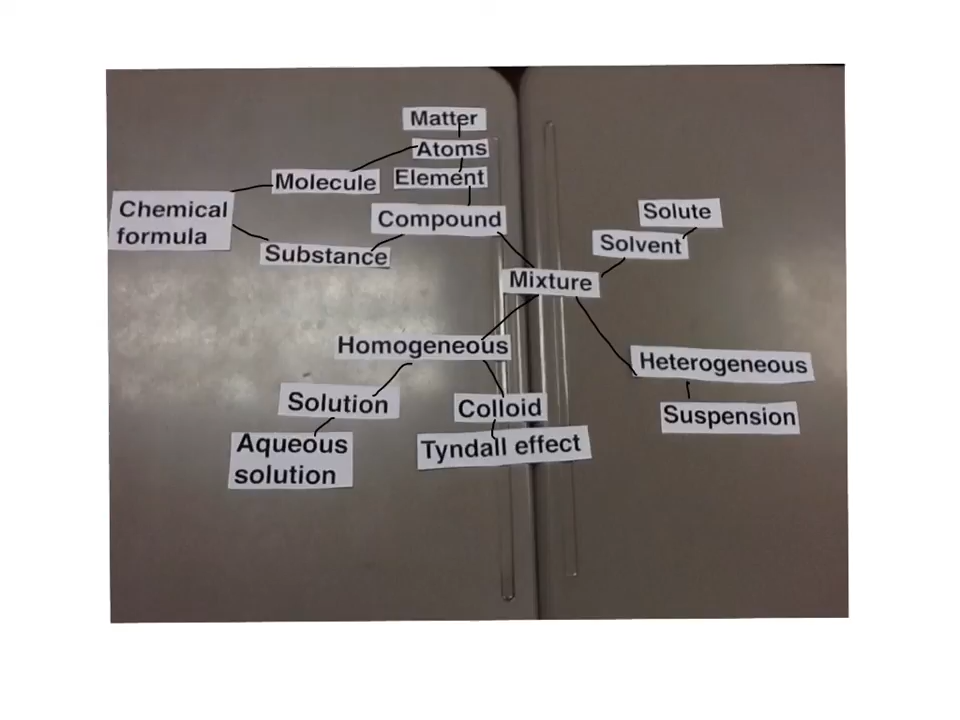 Matter
Atoms
Element
Molecule
Chemical
formula
Compound
Substance
Solute
Solvent
Mixture
Homogeneous
Heterogeneous
Solution
Colloid
Suspension
Aqueous
solution
Tyndall effect